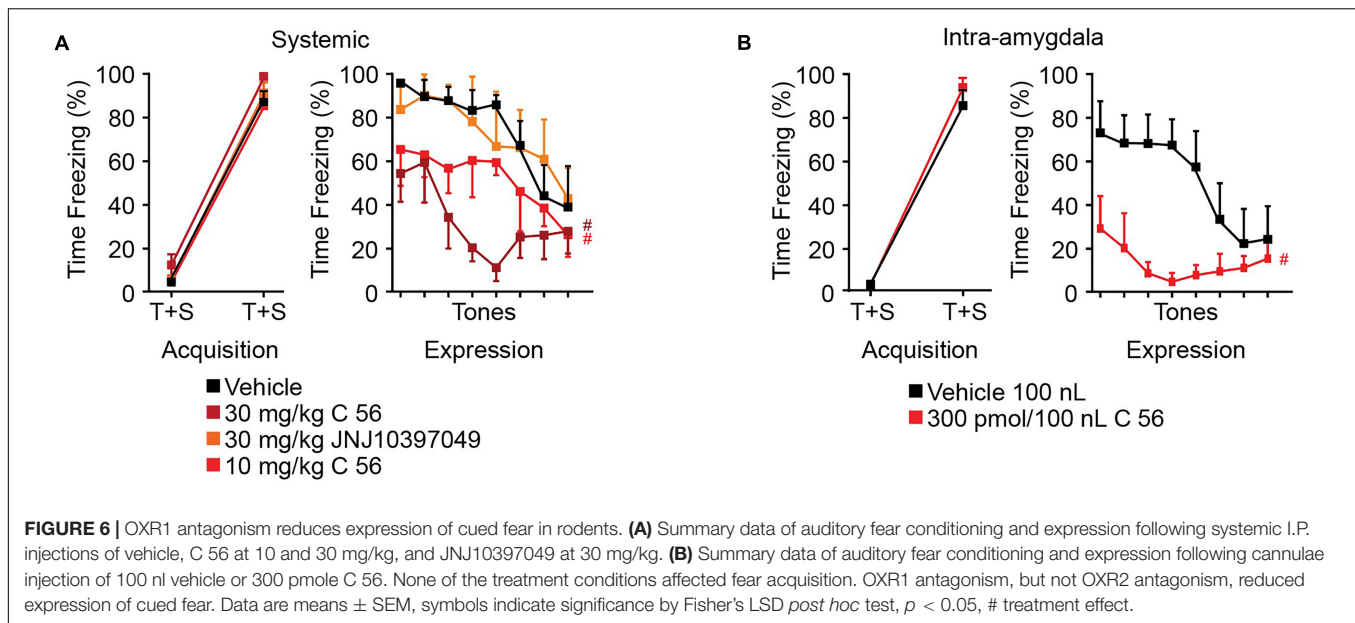 A
Systemic
Time Freezing (%)
100
80
60
40
20
0
T+S T+S
Acquisition
Time Freezing (%)
100
80
60
40
20
0
#
#
Tones
Expression
Vehicle
30 mg/kg C 56
30 mg/kg JNJ10397049
10 mg/kg C 56
B
Intra-amygdala
Time Freezing (%)
100
80
60
40
20
0
T+S T+S
Acquisition
Time Freezing (%)
100
80
60
40
20
0
#
Tones
Expression
Vehicle 100 nL
300 pmol/100 nL C 56
FIGURE 6 | OXR1 antagonism reduces expression of cued fear in rodents. (A) Summary data of auditory fear conditioning and expression following systemic I.P.
injections of vehicle, C 56 at 10 and 30 mg/kg, and JNJ10397049 at 30 mg/kg. (B) Summary data of auditory fear conditioning and expression following cannulae
injection of 100 nl vehicle or 300 pmole C 56. None of the treatment conditions affected fear acquisition. OXR1 antagonism, but not OXR2 antagonism, reduced
expression of cued fear. Data are means ± SEM, symbols indicate significance by Fisher's LSD post hoc test, p < 0.05, # treatment effect.